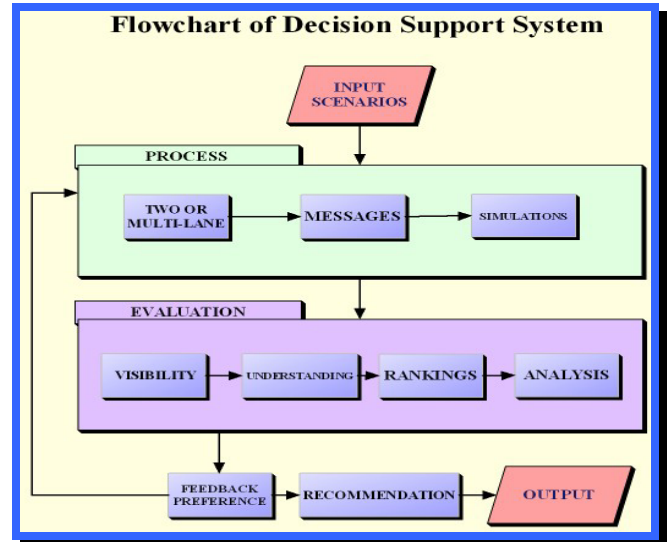 Flowchart of Decision Support System
INPUT
SCENARIOS
PROCESS
TWO OR
MULTI-LANE
MESSAGES
SIMULATIONS
EVALUATION
VISIBILITY
UNDERSTANDING
RANKINGS
ANALYSIS
FEEDBACK
PREFERENCE
RECOMMENDATION
OUTPUT